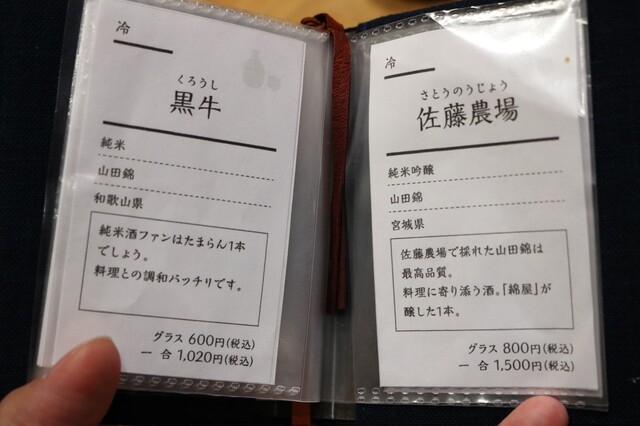 冷
くろうし
黒牛
純米
山田錦
和歌山県
純米酒ファンはたまらん1本
でしょう。
料理との調和バッチリです。
グラス 600円(税込)
一 合 1,020円(税込)
冷
さとうのうじょう
佐藤農場
純米吟醸
山田錦
宮城県
佐藤農場で採れた山田錦は
最高品質。
料理に寄り添う酒。「綿屋」が
醸した1本。
グラス 800円(税込)
一 合 1,500円(税込)